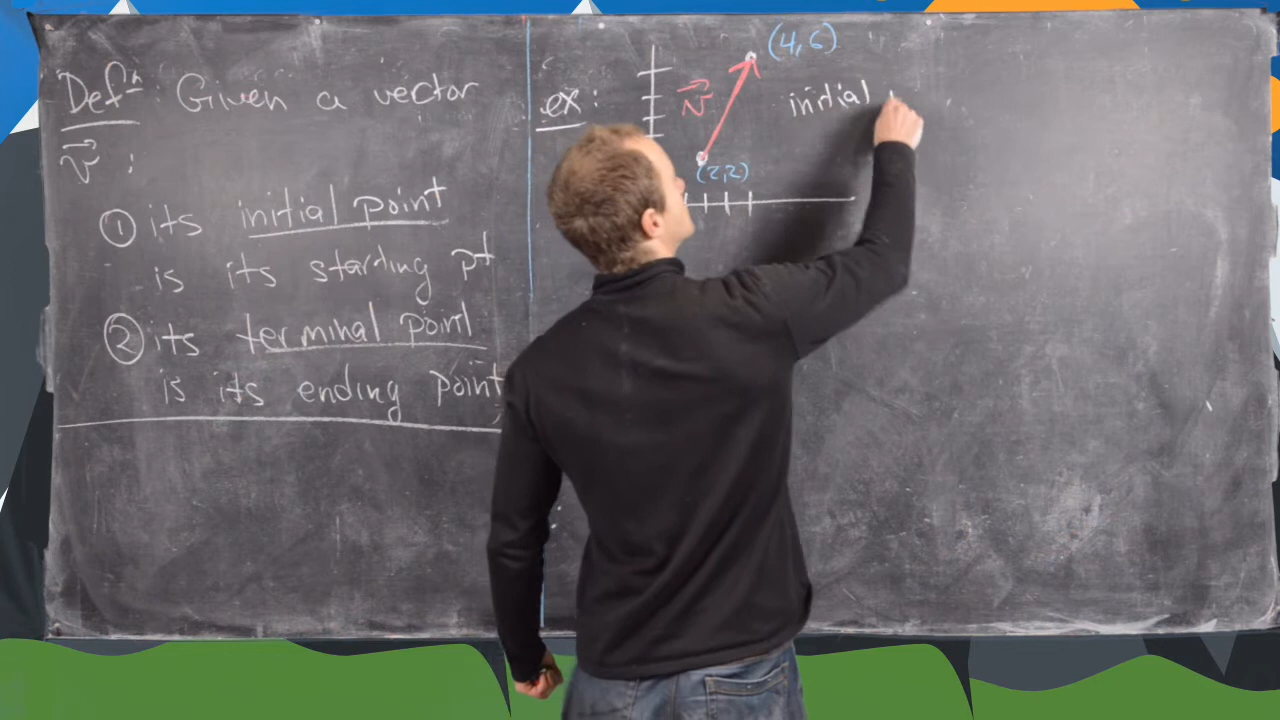 Defⁿ: Given a vector
v⃗ :
① its initial point
is its starting pt
② its terminal point
is its ending point
ex:
v⃗
(4,6)
(2,2)
initial